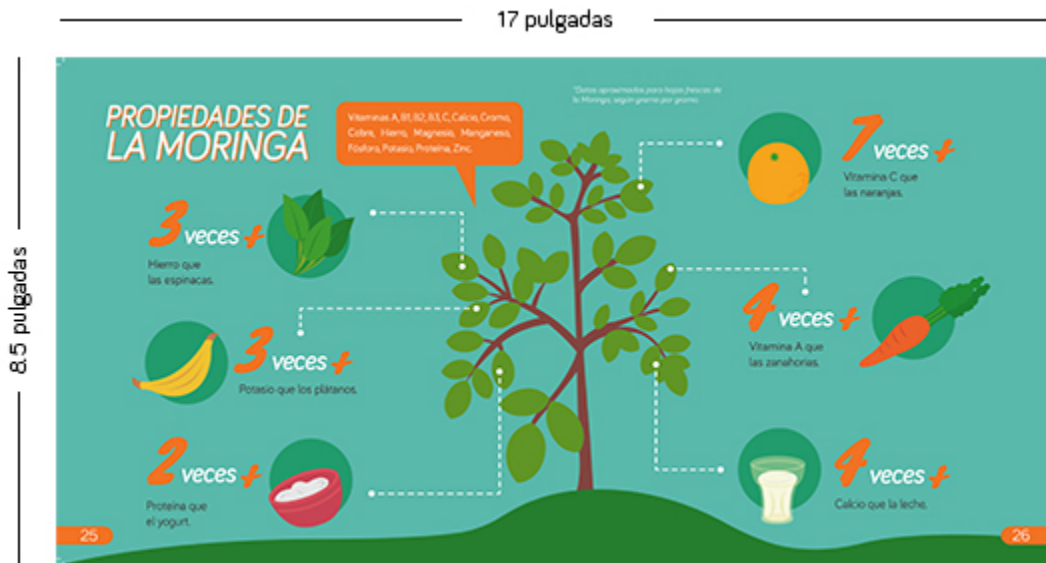 17 pulgadas
8.5 pulgadas
PROPIEDADES DE
LA MORINGA
Vitaminas A, B1, B2, B3, C, Calcio, Cromo,
Cobre, Hierro, Magnesio, Manganeso,
Fósforo, Potasio, Proteína, Zinc.
*Datos aproximados para hojas frescas de
la Moringa, según gramo por gramo.
7 veces +
Vitamina C que
las naranjas.
3 veces +
Hierro que
las espinacas.
4 veces +
Vitamina A que
las zanahorias.
3 veces +
Potasio que los plátanos.
2 veces +
Proteína que
el yogurt.
4 veces +
Calcio que la leche.
25
26